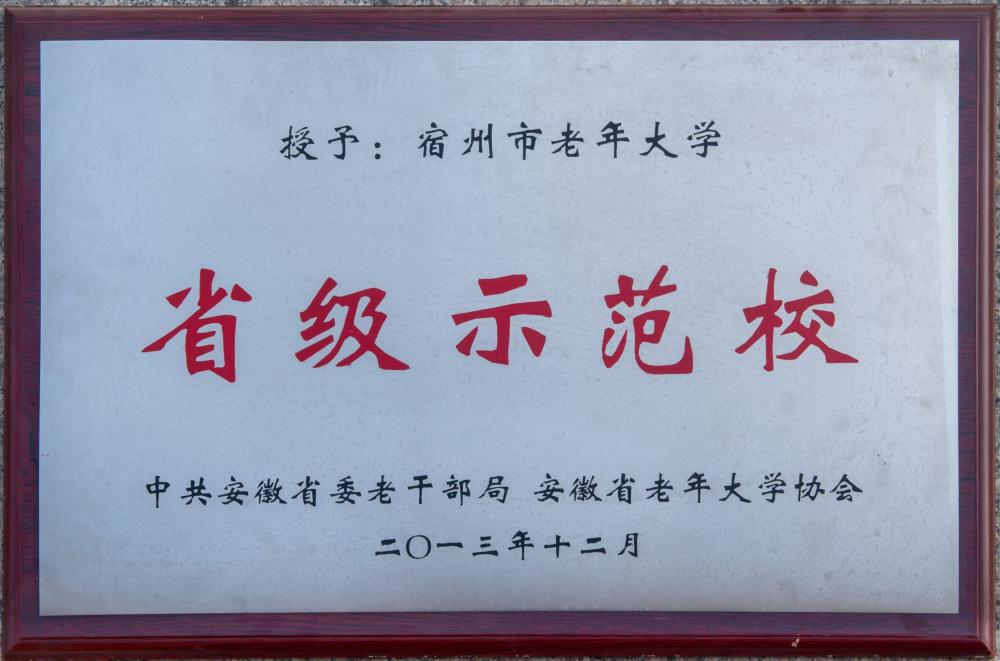 授予：宿州市老年大学
省级示范校
中共安徽省委老干部局 安徽省老年大学协会
二〇一三年十二月